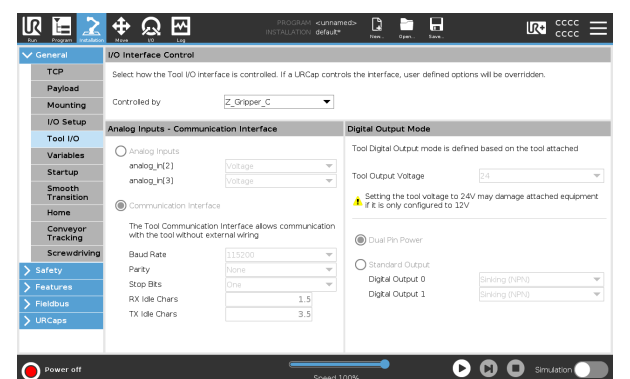 UR
Run
Program
Installation
Move
I/O
Log
PROGRAM <unnamed>
INSTALLATION default*
New...
Open...
Save...
UR+
CCCC
CCCC
General
TCP
Payload
Mounting
I/O Setup
Tool I/O
Variables
Startup
Smooth
Transition
Home
Conveyor
Tracking
Screwdriving
Safety
Features
Fieldbus
URCaps
I/O Interface Control
Select how the Tool I/O interface is controlled. If a URCap controls the interface, user defined options will be overridden.
Controlled by
Z_Gripper_C
Analog Inputs - Communication Interface
Analog Inputs
analog_in[2]
Voltage
analog_in[3]
Voltage
Communication Interface
The Tool Communication Interface allows communication
with the tool without external wiring.
Baud Rate
115200
Parity
None
Stop Bits
One
RX Idle Chars
1.5
TX Idle Chars
3.5
Digital Output Mode
Tool Digital Output mode is defined based on the tool attached
Tool Output Voltage
24
Setting the tool voltage to 24V may damage attached equipment
if it is only configured to 12V
Dual Pin Power
Standard Output
Digital Output 0
Sinking (NPN)
Digital Output 1
Sinking (NPN)
Power off
Speed 100%
Simulation